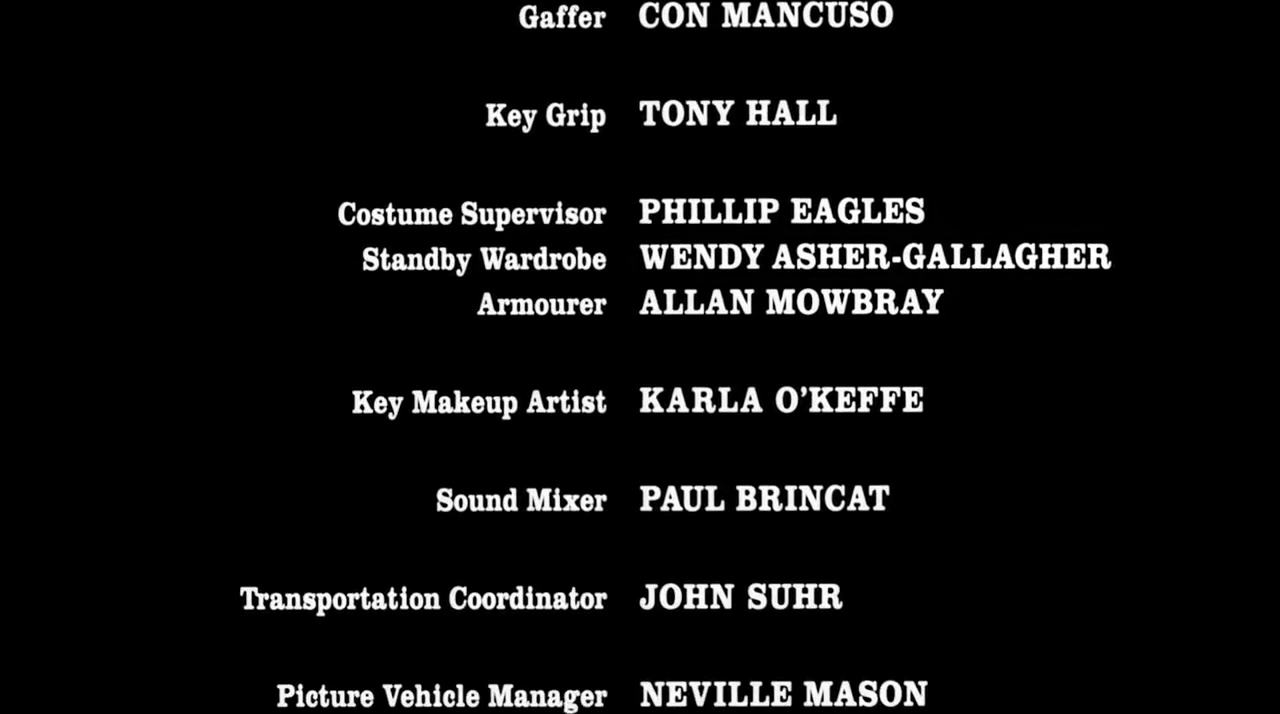 Gaffer CON MANCUSO
Key Grip TONY HALL
Costume Supervisor PHILLIP EAGLES
Standby Wardrobe WENDY ASHER-GALLAGHER
Armourer ALLAN MOWBRAY
Key Makeup Artist KARLA O’KEFFE
Sound Mixer PAUL BRINCAT
Transportation Coordinator JOHN SUHR
Picture Vehicle Manager NEVILLE MASON